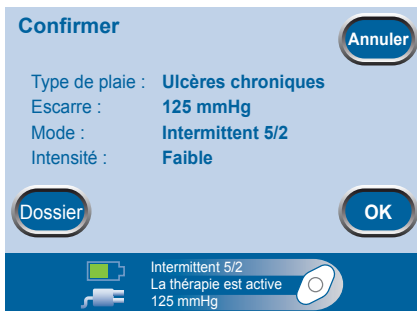 Confirmer
Annuler
Type de plaie : Ulcères chroniques
Escarre : 125 mmHg
Mode : Intermittent 5/2
Intensité : Faible
Dossier
OK
Intermittent 5/2
La thérapie est active
125 mmHg